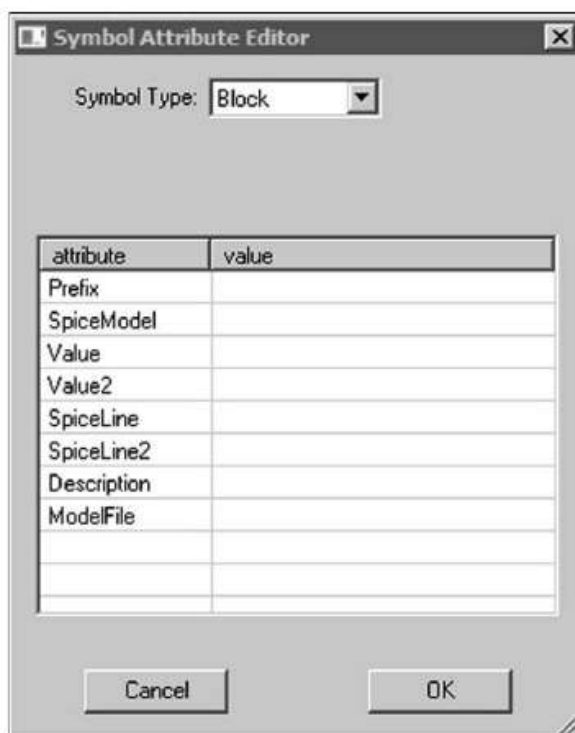 Symbol Attribute Editor
Symbol Type: Block
attribute value
Prefix
SpiceModel
Value
Value2
SpiceLine
SpiceLine2
Description
ModelFile
Cancel OK